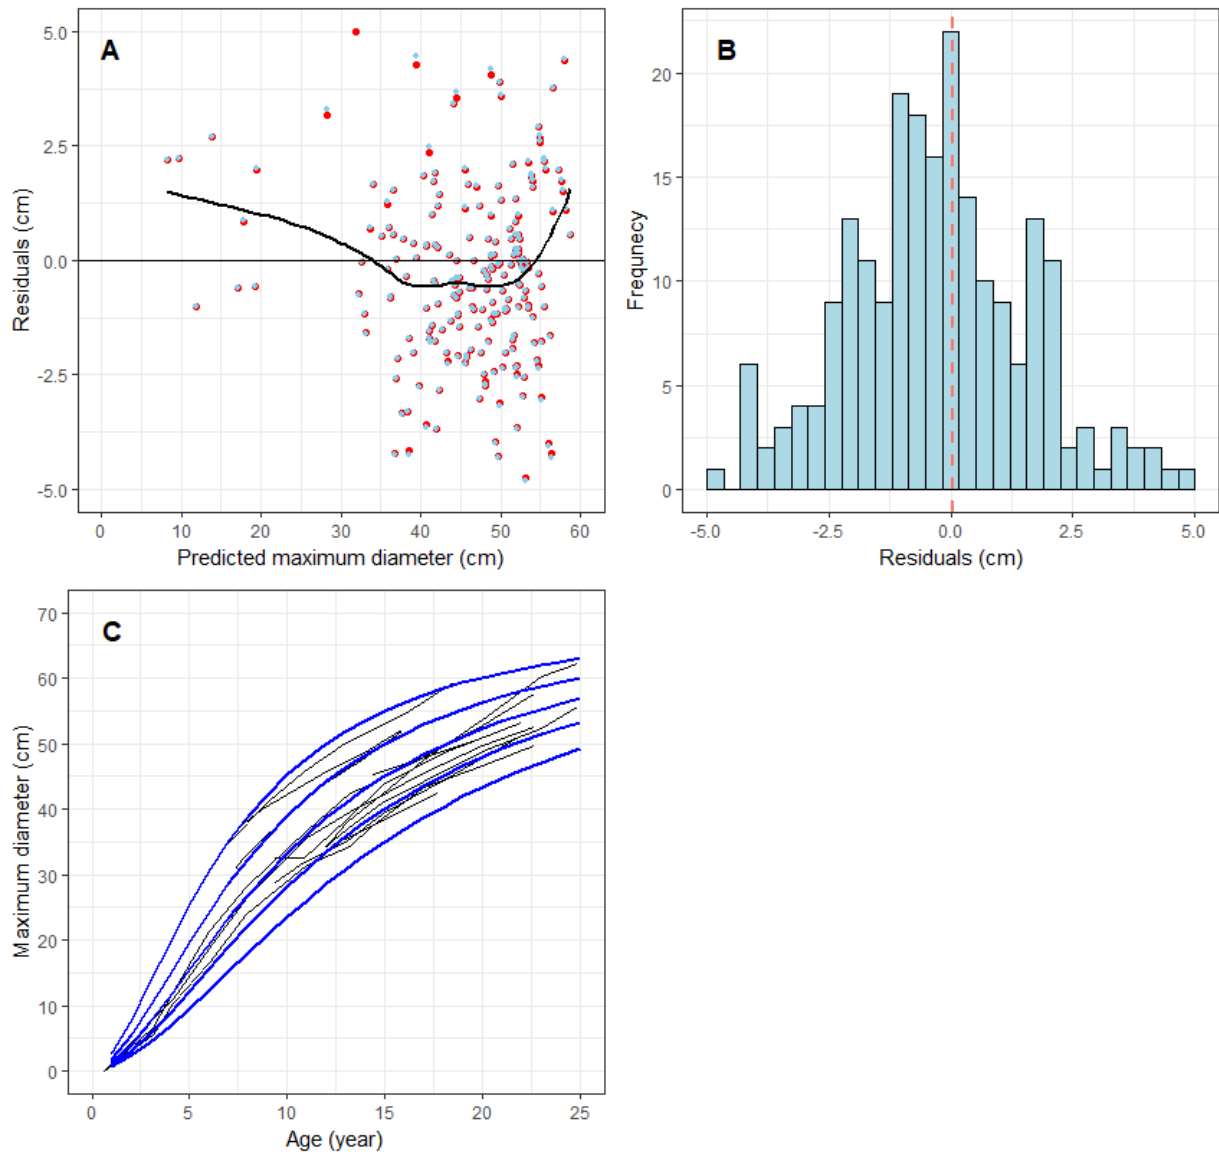 A
5.0
2.5
0.0
-2.5
-5.0
Residuals (cm)
0 10 20 30 40 50 60
Predicted maximum diameter (cm)
B
20
15
10
5
0
Frequnecy
-5.0 -2.5 0.0 2.5 5.0
Residuals (cm)
C
70
60
50
40
30
20
10
0
Maximum diameter (cm)
0 5 10 15 20 25
Age (year)